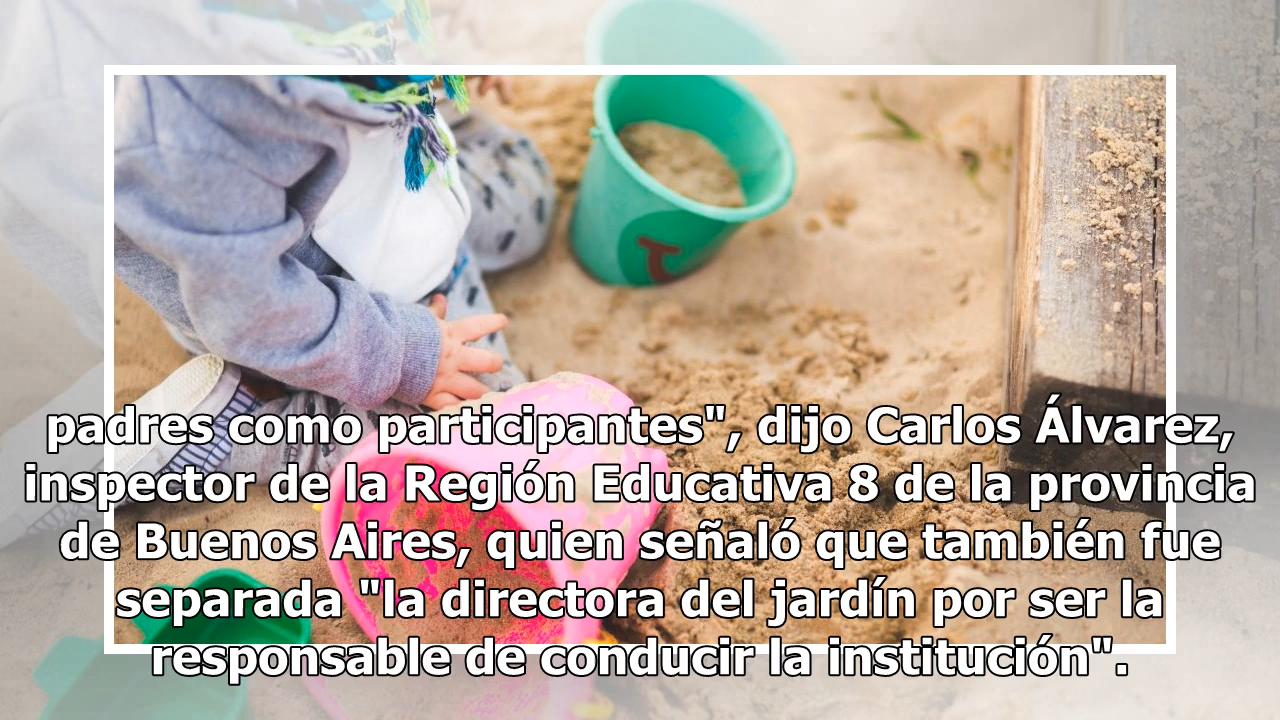 padres como participantes", dijo Carlos Álvarez,
inspector de la Región Educativa 8 de la provincia
de Buenos Aires, quien señaló que también fue
separada "la directora del jardín por ser la
responsable de conducir la institución".